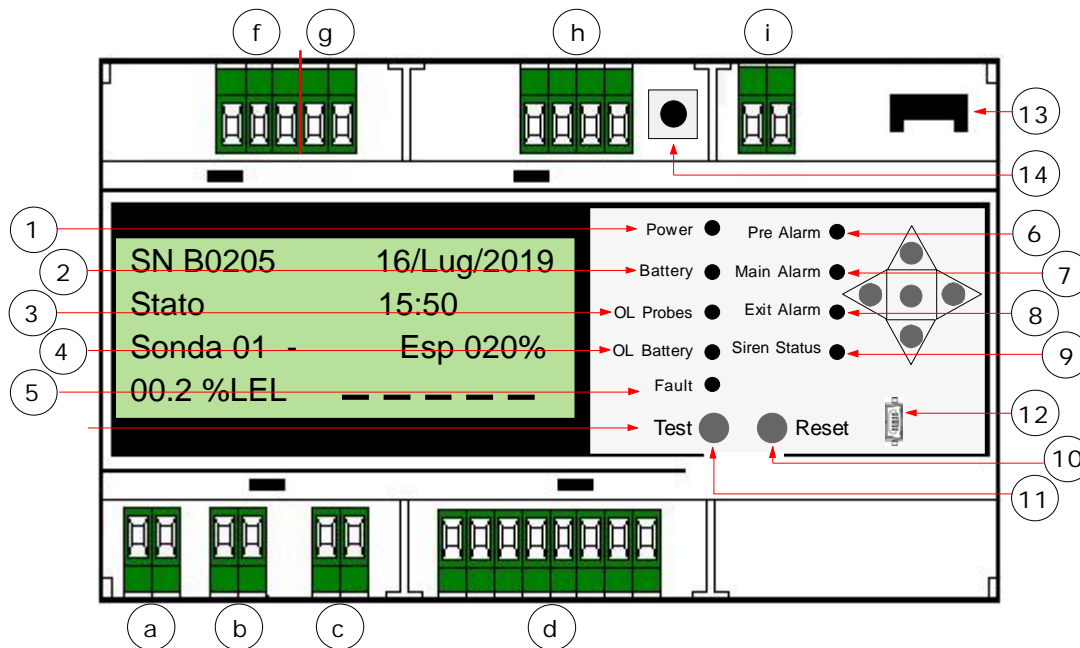 f g h i
13
14
1 Power Pre Alarm 6
SN B0205 16/Lug/2019
2 Battery Main Alarm 7
Stato 15:50
3 OL Probes Exit Alarm 8
Sonda 01 - Esp 020%
4 OL Battery Siren Status 9
00.2 %LEL _ _ _ _ _
5 Fault
12
Test Reset
10
11
a b c d